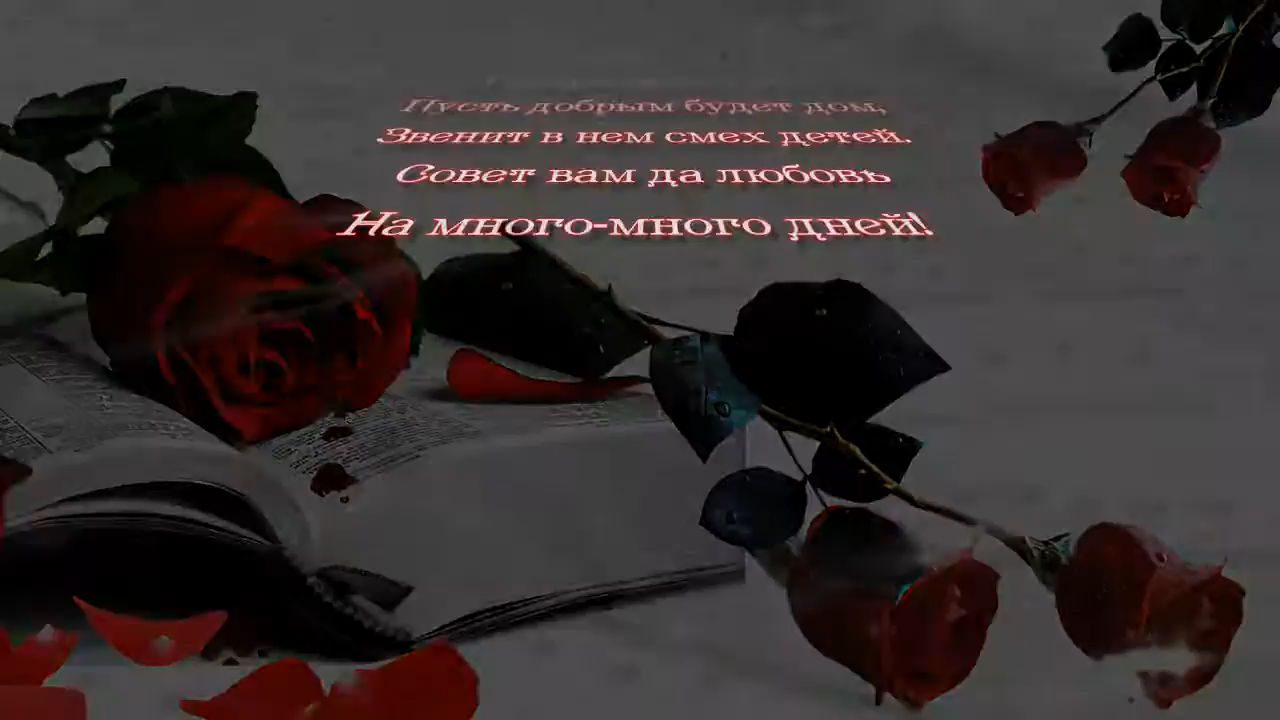 Пусть добрым будет дом,
Звенит в нем смех детей.
Совет вам да любовь
На много-много дней!